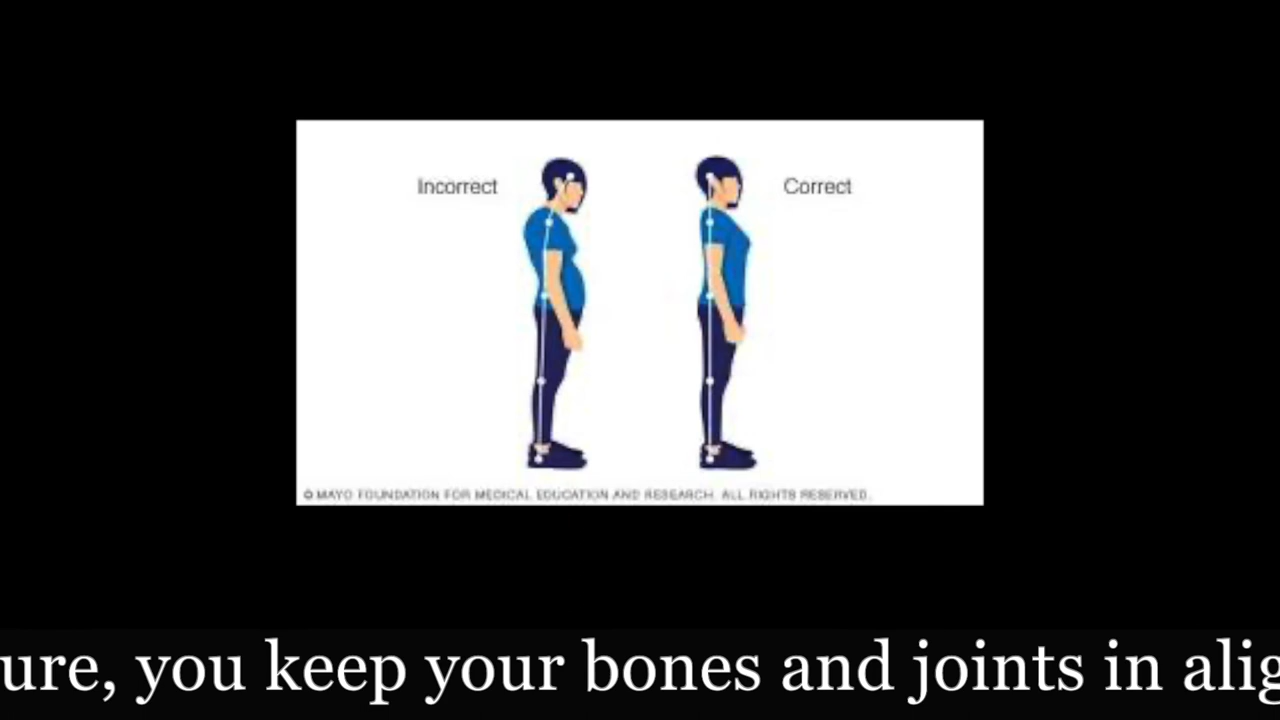 Incorrect
Correct
© MAYO FOUNDATION FOR MEDICAL EDUCATION AND RESEARCH. ALL RIGHTS RESERVED.
ure, you keep your bones and joints in alig